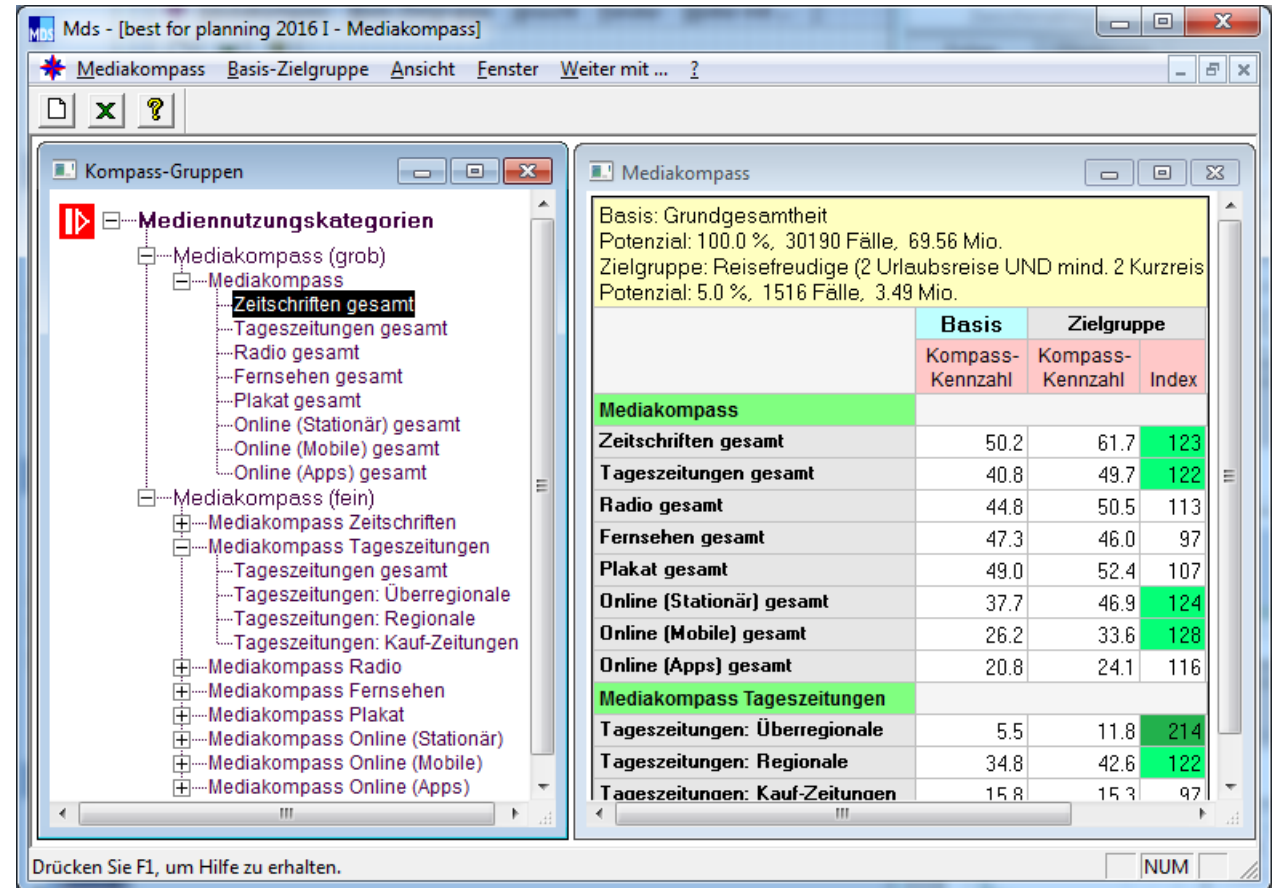 Mds - [best for planning 2016 I - Mediakompass]
Mediakompass Basis-Zielgruppe Ansicht Fenster Weiter mit ... ?
Kompass-Gruppen
Mediennutzungskategorien
Mediakompass (grob)
Mediakompass
Zeitschriften gesamt
Tageszeitungen gesamt
Radio gesamt
Fernsehen gesamt
Plakat gesamt
Online (Stationär) gesamt
Online (Mobile) gesamt
Online (Apps) gesamt
Mediakompass (fein)
Mediakompass Zeitschriften
Mediakompass Tageszeitungen
Tageszeitungen gesamt
Tageszeitungen: Überregionale
Tageszeitungen: Regionale
Tageszeitungen: Kauf-Zeitungen
Mediakompass Radio
Mediakompass Fernsehen
Mediakompass Plakat
Mediakompass Online (Stationär)
Mediakompass Online (Mobile)
Mediakompass Online (Apps)
Mediakompass
Basis: Grundgesamtheit
Potenzial: 100.0 %, 30190 Fälle, 69.56 Mio.
Zielgruppe: Reisefreudige (2 Urlaubsreise UND mind. 2 Kurzreis
Potenzial: 5.0 %, 1516 Fälle, 3.49 Mio.
Basis Zielgruppe
Kompass-Kennzahl Kompass-Kennzahl Index
Mediakompass
Zeitschriften gesamt 50.2 61.7 123
Tageszeitungen gesamt 40.8 49.7 122
Radio gesamt 44.8 50.5 113
Fernsehen gesamt 47.3 46.0 97
Plakat gesamt 49.0 52.4 107
Online (Stationär) gesamt 37.7 46.9 124
Online (Mobile) gesamt 26.2 33.6 128
Online (Apps) gesamt 20.8 24.1 116
Mediakompass Tageszeitungen
Tageszeitungen: Überregionale 5.5 11.8 214
Tageszeitungen: Regionale 34.8 42.6 122
Tageszeitungen: Kauf-Zeitungen 15.8 15.3 97
Drücken Sie F1, um Hilfe zu erhalten.
NUM